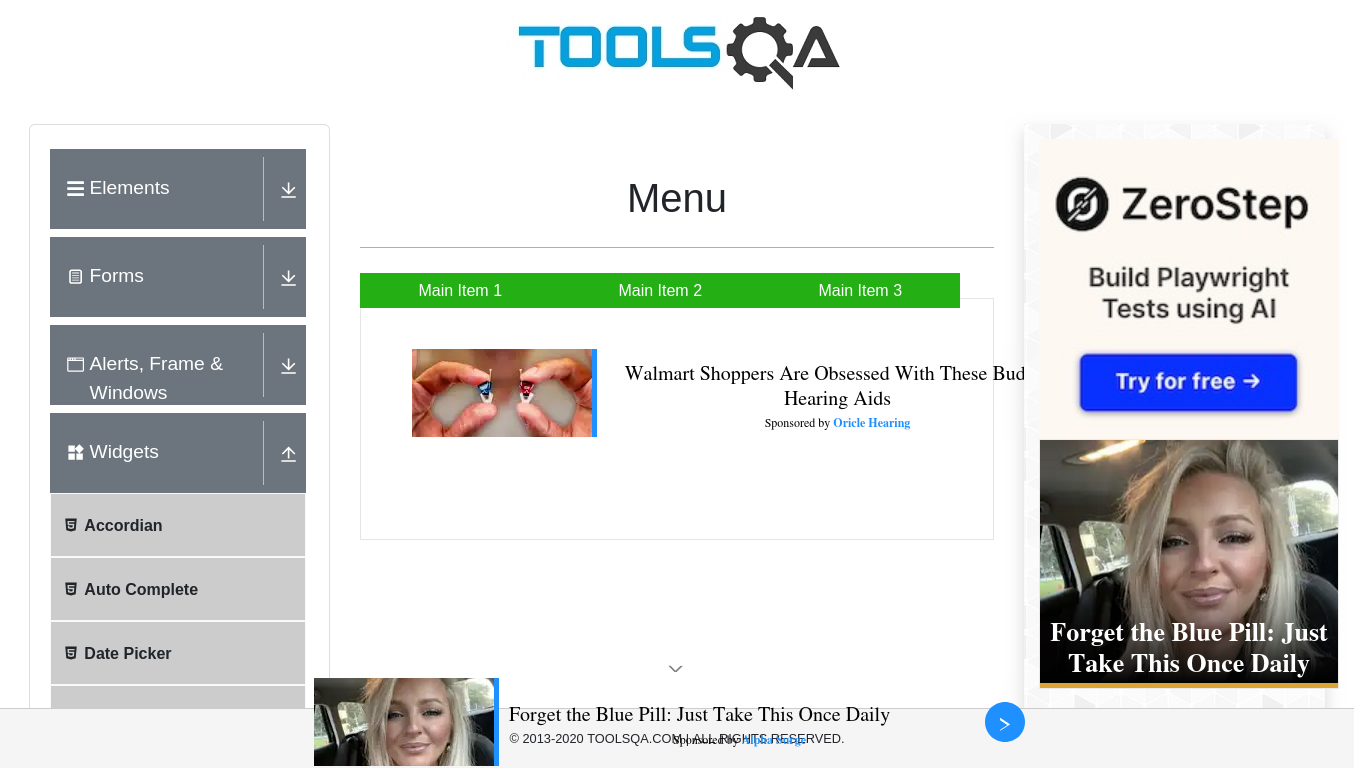 TOOLSQA
Elements
Forms
Alerts, Frame &
Windows
Widgets
Accordian
Auto Complete
Date Picker
Menu
Main Item 1
Main Item 2
Main Item 3
Walmart Shoppers Are Obsessed With These Bud
Hearing Aids
Sponsored by Oricle Hearing
ZeroStep
Build Playwright
Tests using AI
Try for free →
Forget the Blue Pill: Just
Take This Once Daily
Forget the Blue Pill: Just Take This Once Daily
Sponsored by
© 2013-2020 TOOLSQA.COM | ALL RIGHTS RESERVED.